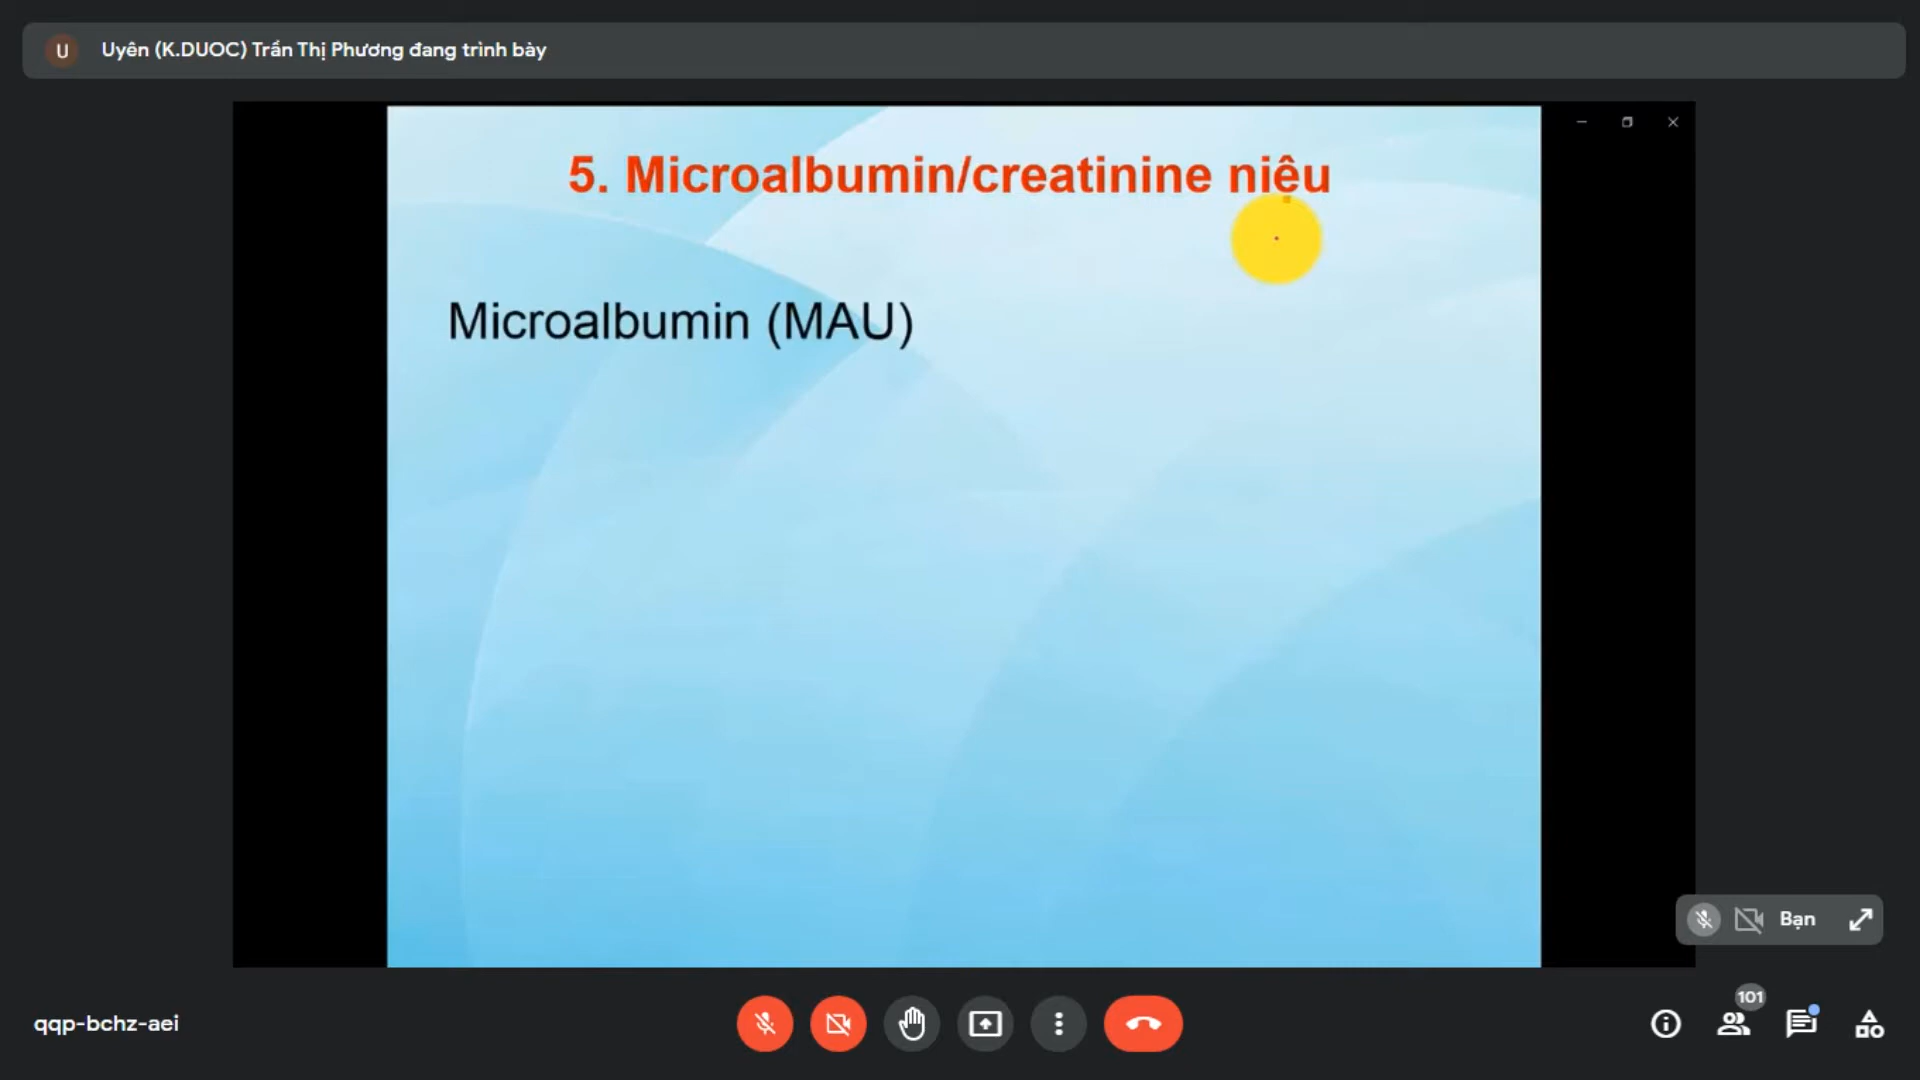 U
Uyên (K.DUOC) Trần Thị Phương đang trình bày
5. Microalbumin/creatinine niệu
Microalbumin (MAU)
Bạn
101
qqp-bchz-aei